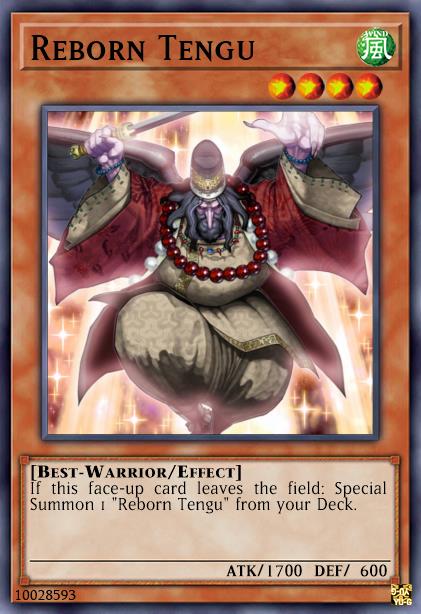 REBORN TENGU
WIND
風
[BEST-WARRIOR/EFFECT]
If this face-up card leaves the field: Special
Summon 1 "Reborn Tengu" from your Deck.
ATK/1700 DEF/ 600
10028593